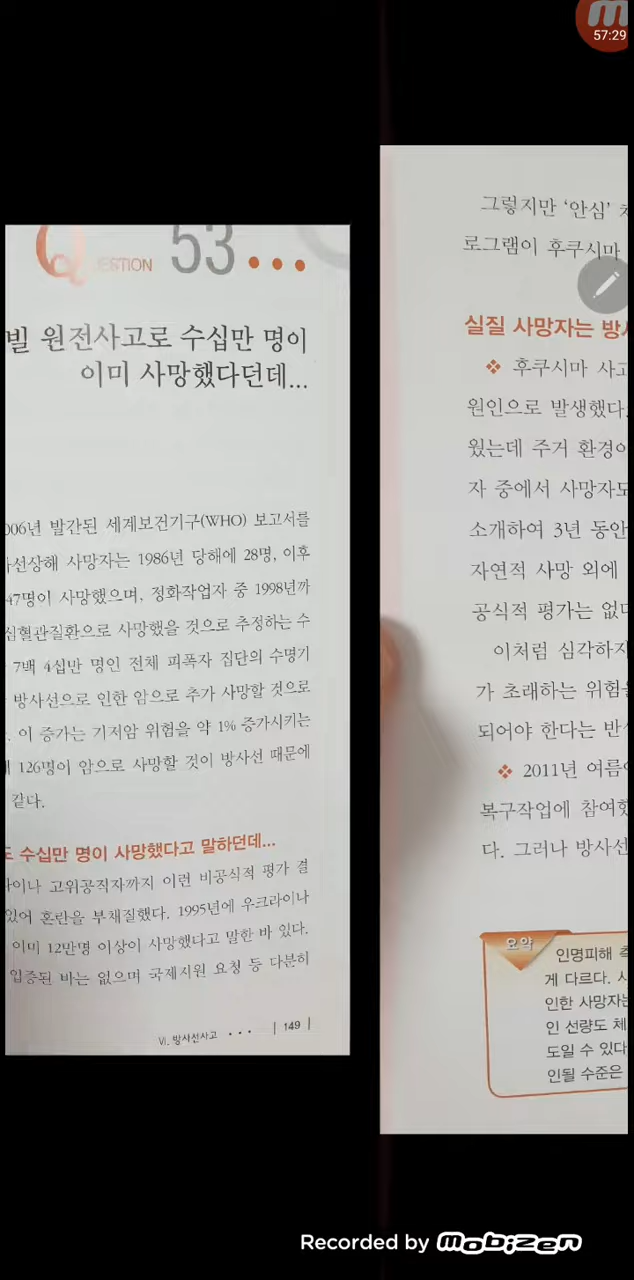 57:29
QUESTION 53
빌 원전사고로 수십만 명이
이미 사망했다던데...
006년 발간된 세계보건기구(WHO) 보고서를
사선상해 사망자는 1986년 당해에 28명, 이후
47명이 사망했으며, 정화작업자 중 1998년까
심혈관질환으로 사망했을 것으로 추정하는 수
7백 4십만 명인 전체 피폭자 집단의 수명기
방사선으로 인한 암으로 추가 사망할 것으로
. 이 증가는 기저암 위험을 약 1% 증가시키는
126명이 암으로 사망할 것이 방사선 때문에
같다.
도 수십만 명이 사망했다고 말하던데...
라이나 고위공직자까지 이런 비공식적 평가 결
있어 혼란을 부채질했다. 1995년에 우크라이나
이미 12만명 이상이 사망했다고 말한 바 있다.
입증된 바는 없으며 국제지원 요청 등 다분히
VI. 방사선사고 • • • | 149 |
그렇지만 ‘안심’
로그램이 후쿠시마
실질 사망자는 방사
❖ 후쿠시마 사고
원인으로 발생했다.
웠는데 주거 환경이
자 중에서 사망자도
소개하여 3년 동안
자연적 사망 외에
공식적 평가는 없다
이처럼 심각하지
가 초래하는 위험을
되어야 한다는 반성
❖ 2011년 여름이
복구작업에 참여했
다. 그러나 방사선
요약
인명피해 측
게 다르다. 사
인한 사망자는
인 선량도 체
도일 수 있다
인될 수준은
Recorded by mobizen